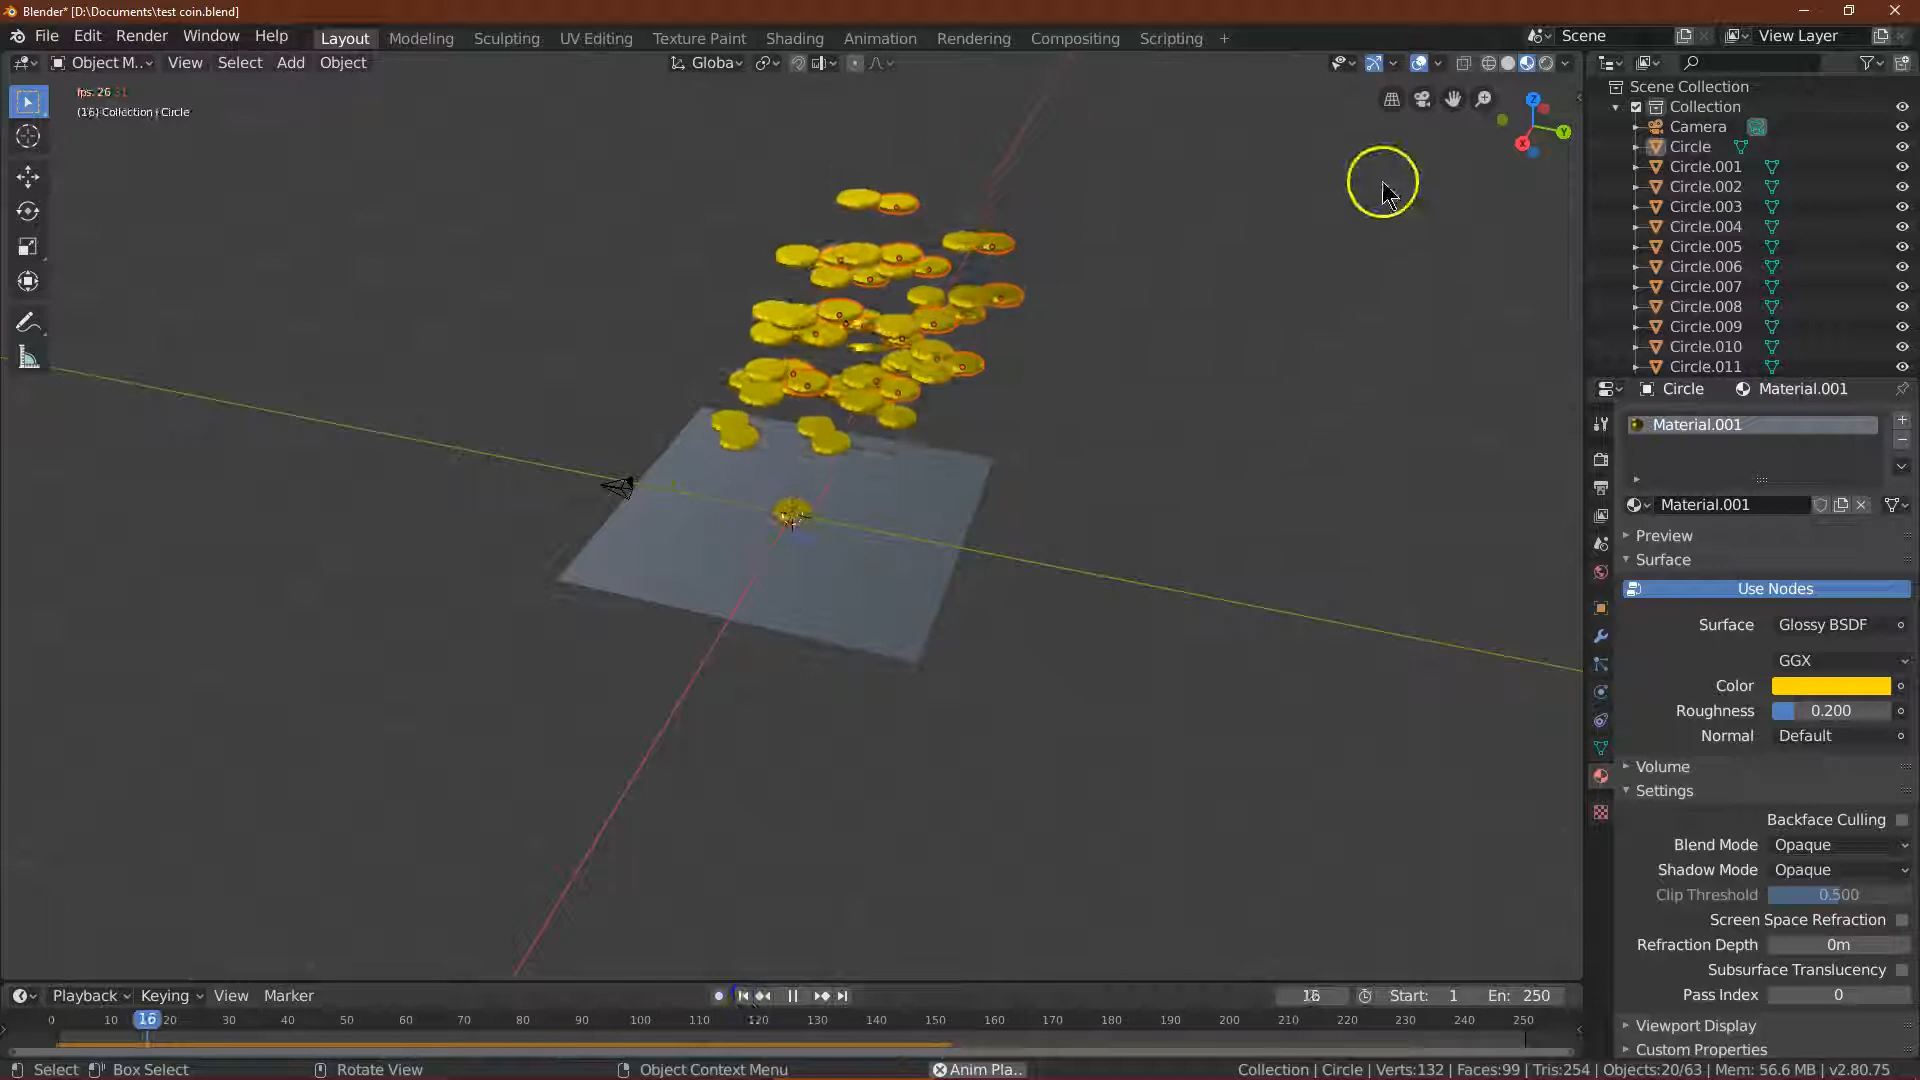 Blender* [D:\Documents\test coin.blend]
File Edit Render Window Help Layout Modeling Sculpting UV Editing Texture Paint Shading Animation Rendering Compositing Scripting + Scene View Layer
Object M.. View Select Add Object Globa
fps: 26
(16) Collection | Circle
Z
Y
X
Scene Collection
Collection
Camera
Circle
Circle.001
Circle.002
Circle.003
Circle.004
Circle.005
Circle.006
Circle.007
Circle.008
Circle.009
Circle.010
Circle.011
Circle Material.001
Material.001
Material.001
Preview
Surface
Use Nodes
Surface Glossy BSDF
GGX
Color
Roughness 0.200
Normal Default
Volume
Settings
Backface Culling
Blend Mode Opaque
Shadow Mode Opaque
Clip Threshold 0.500
Screen Space Refraction
Refraction Depth 0m
Subsurface Translucency
Pass Index 0
Viewport Display
Custom Properties
Playback Keying View Marker 16 Start: 1 En: 250
0 10 16 20 30 40 50 60 70 80 90 100 110 120 130 140 150 160 170 180 190 200 210 220 230 240 250
Select Box Select Rotate View Object Context Menu Anim Pla.. Collection | Circle | Verts:132 | Faces:99 | Tris:254 | Objects:20/63 | Mem: 56.6 MB | v2.80.75